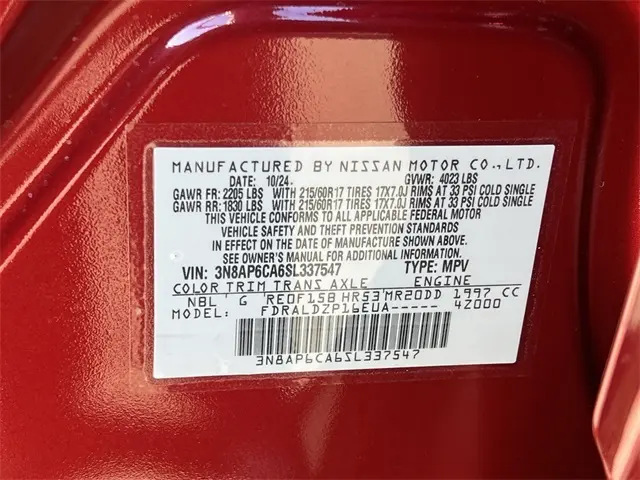 MANUFACTURED BY NISSAN MOTOR CO.,LTD.
DATE: 10/24 GVWR: 4023 LBS
GAWR FR: 2205 LBS WITH 215/60R17 TIRES 17X7.0J RIMS AT 33 PSI COLD SINGLE
GAWR RR: 1830 LBS WITH 215/60R17 TIRES 17X7.0J RIMS AT 33 PSI COLD SINGLE
SEE OWNER'S MANUAL FOR ADDITIONAL INFORMATION
THIS VEHICLE CONFORMS TO ALL APPLICABLE FEDERAL MOTOR
VEHICLE SAFETY AND THEFT PREVENTION STANDARDS
IN EFFECT ON THE DATE OF MANUFACTURE SHOWN ABOVE.
VIN: 3N8AP6CA6SL337547 TYPE: MPV
COLOR TRIM TRANS AXLE ENGINE
NBL G RE0F15B HR53 MR20DD 1997 CC
MODEL: FDRALDZP16EUA----- 4Z000
3N8AP6CA6SL337547